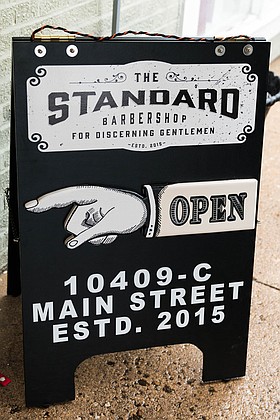 THE
STANDARD
BARBERSHOP
FOR DISCERNING GENTLEMEN
-ESTD. 2015-
OPEN
10409-C
MAIN STREET
ESTD. 2015